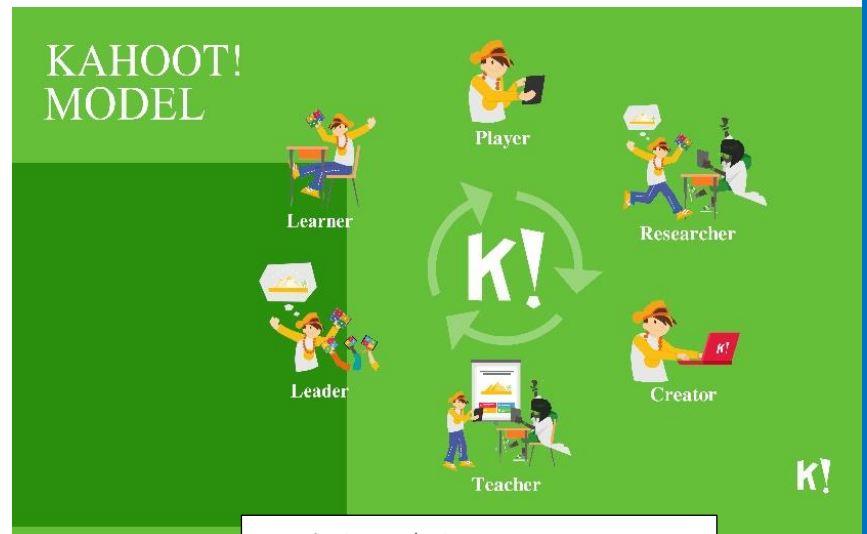 KAHOOT!
MODEL
Player
Learner
Researcher
K!
Leader
K!
Creator
Teacher
K!